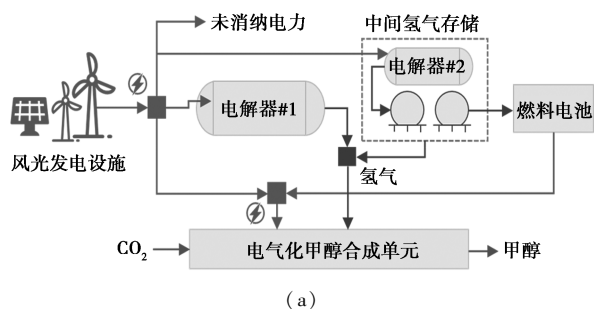 未消纳电力
中间氢气存储
电解器#2
电解器#1
燃料电池
风光发电设施
氢气
CO2
电气化甲醇合成单元
甲醇
(a)